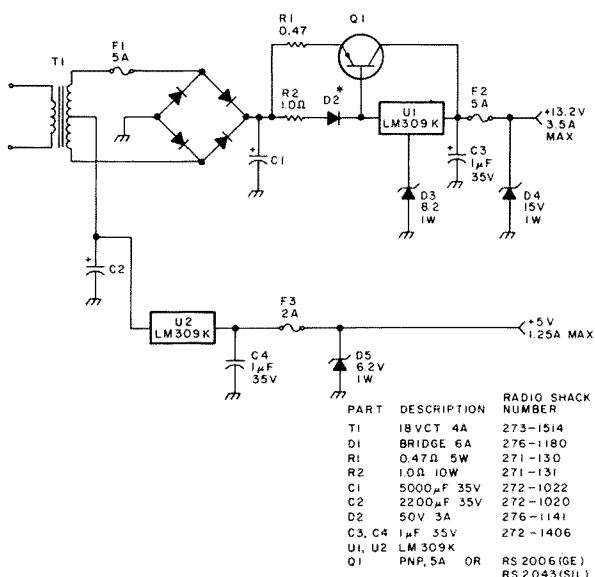 R1
0.47
Q1
T1
F1
5A
R2
1.0Ω
D2*
U1
LM309K
F2
5A
+13.2V
3.5A
MAX
+
C1
+
C3
1µF
35V
D3
8.2
1W
D4
15V
1W
+
C2
U2
LM309K
F3
2A
+5V
1.25A MAX
C4
1µF
35V
D5
6.2V
1W
PART DESCRIPTION RADIO SHACK NUMBER
T1 18VCT 4A 273-1514
D1 BRIDGE 6A 276-1180
R1 0.47Ω 5W 271-130
R2 1.0Ω 10W 271-131
C1 5000µF 35V 272-1022
C2 2200µF 35V 272-1020
D2 50V 3A 276-1141
C3, C4 1µF 35V 272-1406
U1, U2 LM309K
Q1 PNP, 5A OR RS2006(GE)
RS2043(SIL)